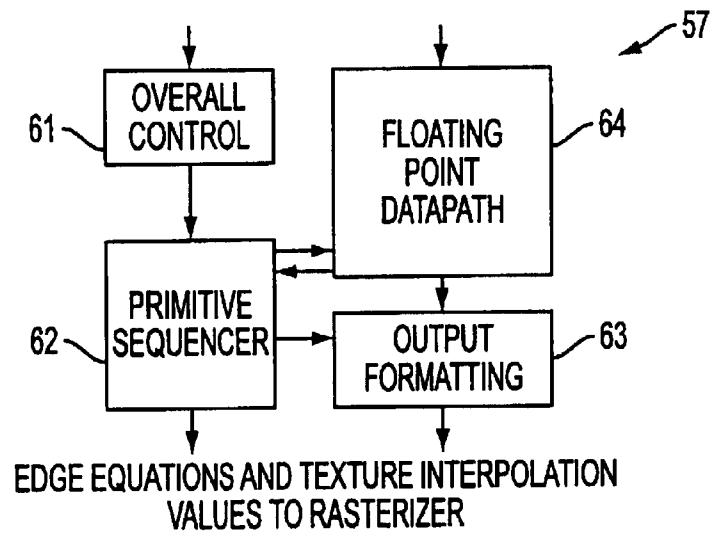 57
OVERALL
CONTROL
61
FLOATING
POINT
DATAPATH
64
PRIMITIVE
SEQUENCER
62
OUTPUT
FORMATTING
63
EDGE EQUATIONS AND TEXTURE INTERPOLATION
VALUES TO RASTERIZER